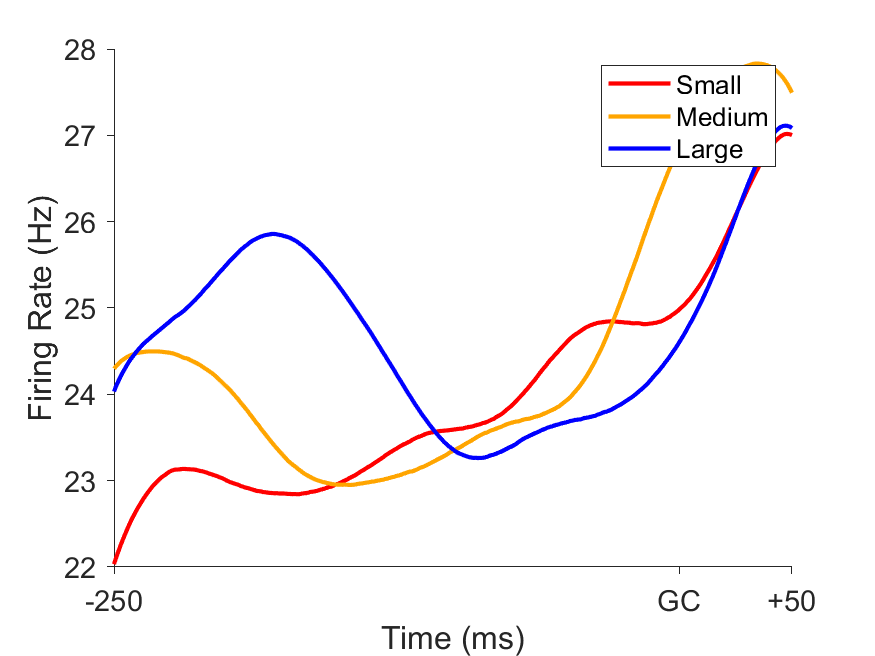 28
27
26
25
24
23
22
Firing Rate (Hz)
Small
Medium
Large
-250
GC
+50
Time (ms)